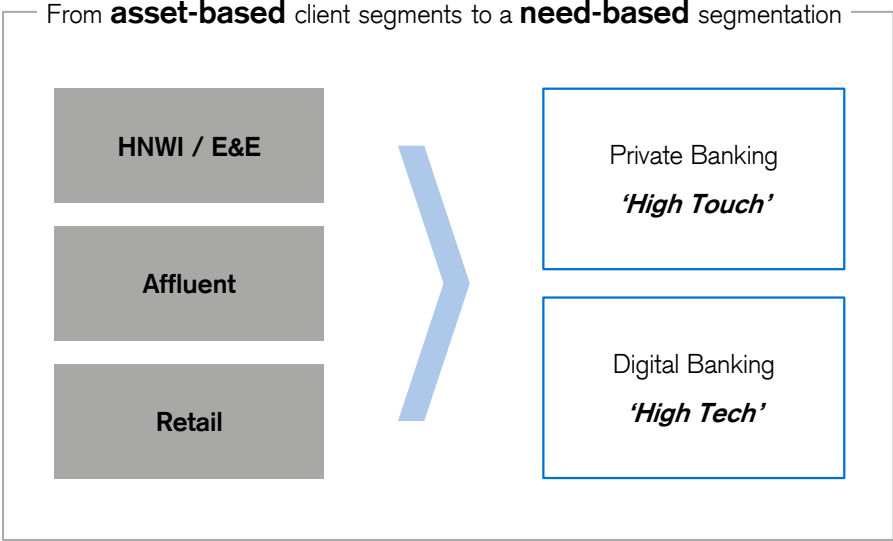 From asset-based client segments to a need-based segmentation
HNWI / E&E
Affluent
Retail
Private Banking
‘High Touch’
Digital Banking
‘High Tech’